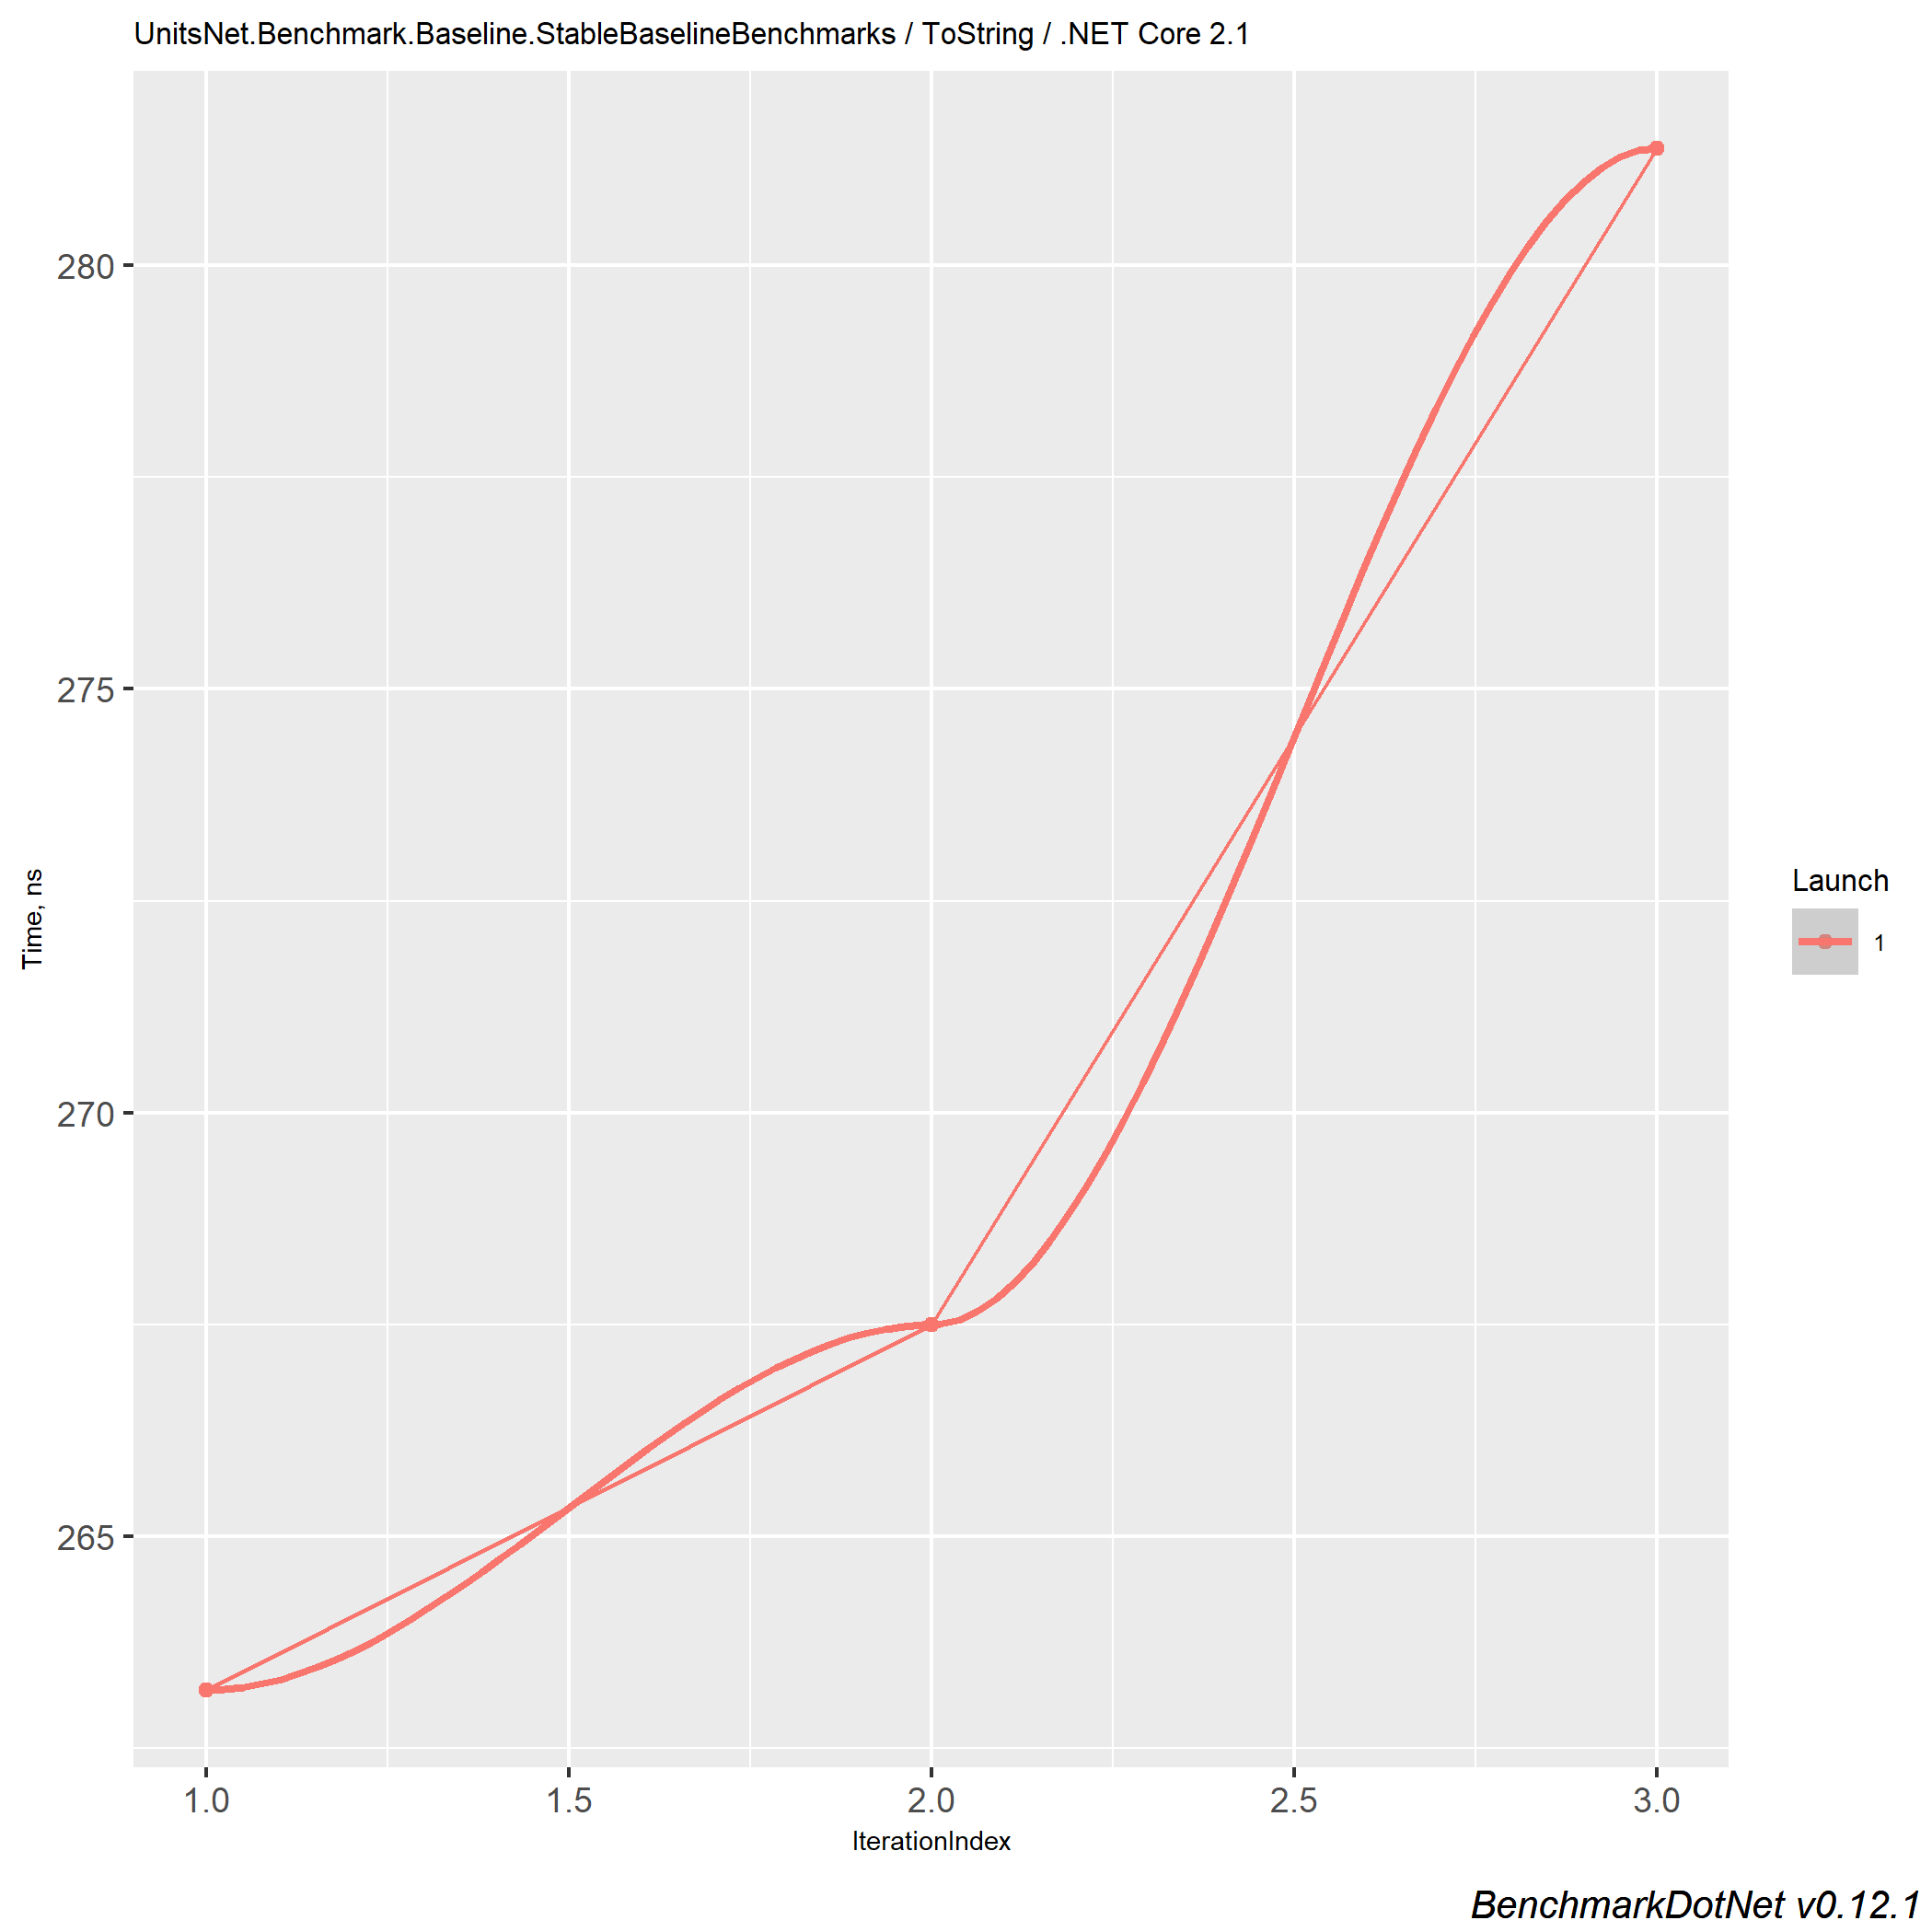 UnitsNet.Benchmark.Baseline.StableBaselineBenchmarks / ToString / .NET Core 2.1
280
275
270
265
Time, ns
1.0 1.5 2.0 2.5 3.0
IterationIndex
Launch
1
BenchmarkDotNet v0.12.1